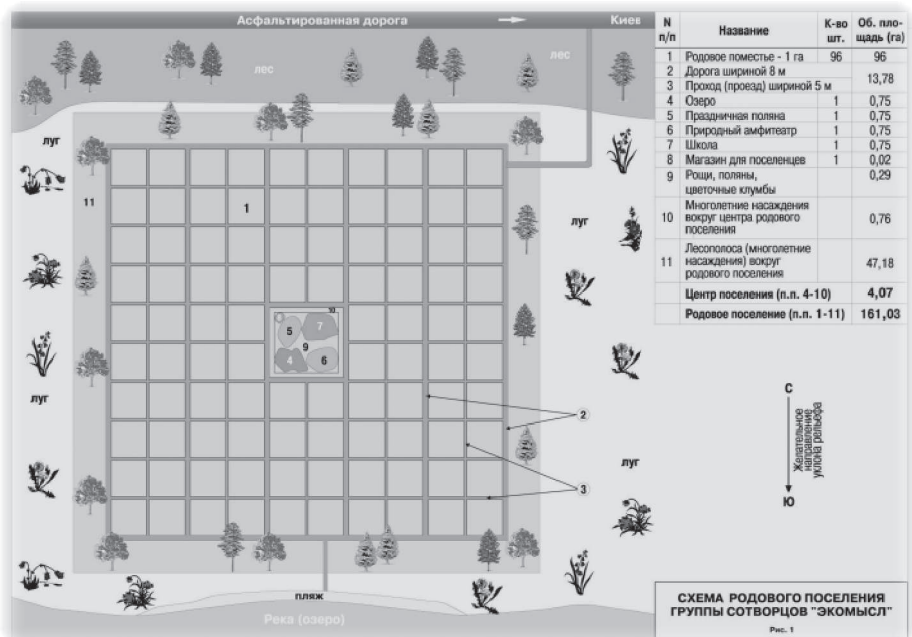 Асфальтированная дорога
Киев
лес
лес
луг
11
1
луг
10
5
7
9
4
6
луг
2
3
луг
пляж
Река (озеро)
N п/п Название К-во шт. Об. пло-щадь (га)
1 Родовое поместье - 1 га 96 96
2 Дорога шириной 8 м 13,78
3 Проход (проезд) шириной 5 м
4 Озеро 1 0,75
5 Праздничная поляна 1 0,75
6 Природный амфитеатр 1 0,75
7 Школа 1 0,75
8 Магазин для поселенцев 1 0,02
9 Рощи, поляны, 0,29
цветочные клумбы
Многолетние насаждения
10 вокруг центра родового 0,76
поселения
Лесополоса (многолетние
11 насаждения) вокруг 47,18
родового поселения
Центр поселения (п.п. 4-10) 4,07
Родовое поселение (п.п. 1-11) 161,03
С
Желательное
направление
уклона рельефа
Ю
СХЕМА РОДОВОГО ПОСЕЛЕНИЯ
ГРУППЫ СОТВОРЦОВ "ЭКОМЫСЛ"
Рис. 1